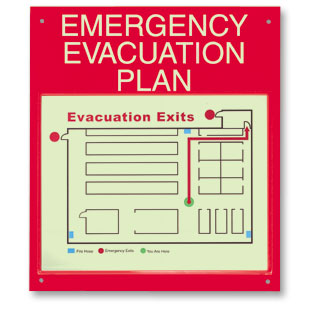 EMERGENCY
EVACUATION
PLAN
Evacuation Exits
Fire Hose Emergency Exits You Are Here